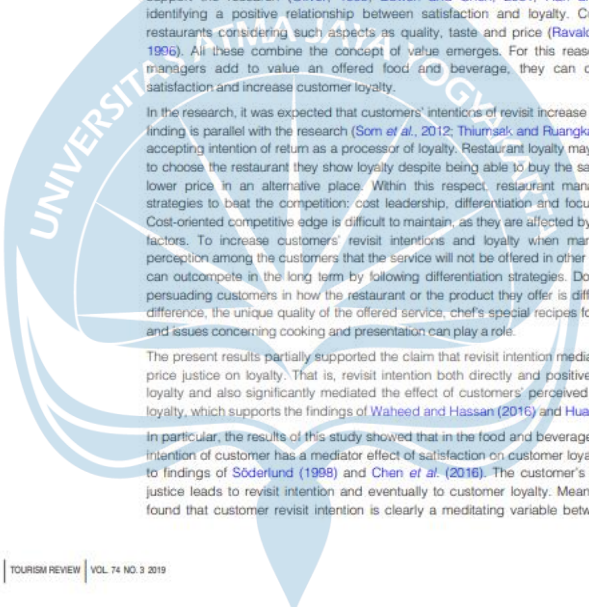 support the research (Oliver, 1999; Bowen and Chen, 2001;
identifying a positive relationship between satisfaction and loyalty.
restaurants considering such aspects as quality, taste and price (Ravald
1996). All these combine the concept of value emerges. For this reason
managers add to value an offered food and beverage, they can
satisfaction and increase customer loyalty.
In the research, it was expected that customers' intentions of revisit increase
finding is parallel with the research (Som et al., 2012; Thiumsak and Ruangka
accepting intention of return as a processor of loyalty. Restaurant loyalty may
to choose the restaurant they show loyalty despite being able to buy the sa
lower price in an alternative place. Within this respect, restaurant mana
strategies to beat the competition: cost leadership, differentiation and focu
Cost-oriented competitive edge is difficult to maintain, as they are affected by
factors. To increase customers' revisit intentions and loyalty when man
perception among the customers that the service will not be offered in other
can outcompete in the long term by following differentiation strategies. Do
persuading customers in how the restaurant or the product they offer is diff
difference, the unique quality of the offered service, chef's special recipes fo
and issues concerning cooking and presentation can play a role.
The present results partially supported the claim that revisit intention media
price justice on loyalty. That is, revisit intention both directly and positive
loyalty and also significantly mediated the effect of customers' perceived
loyalty, which supports the findings of Waheed and Hassan (2016) and Hua
In particular, the results of this study showed that in the food and beverage
intention of customer has a mediator effect of satisfaction on customer loya
to findings of Söderlund (1998) and Chen et al. (2016). The customer's
justice leads to revisit intention and eventually to customer loyalty. Mean
found that customer revisit intention is clearly a meditating variable betw
TOURISM REVIEW VOL. 74 NO. 3 2019
UNIVERSITAS ATMA JAYA YOGYAKARTA